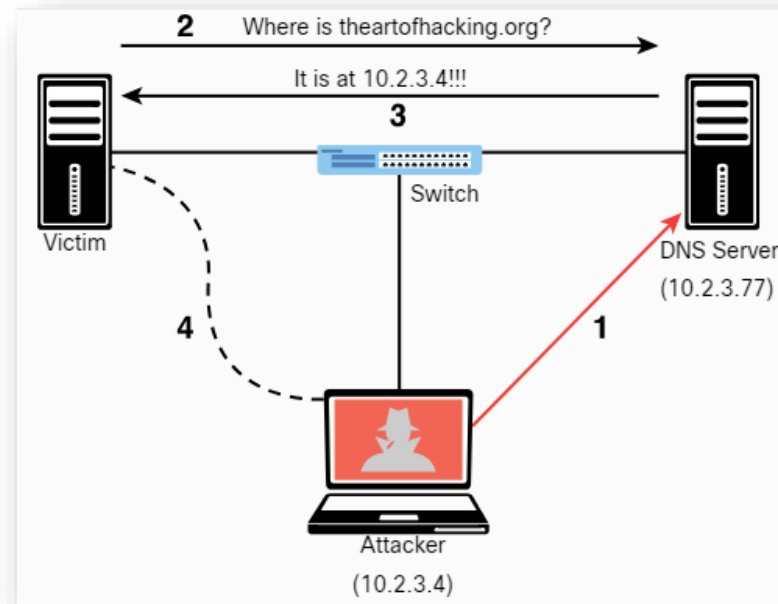 2 Where is theartofhacking.org?
It is at 10.2.3.4!!!
3
Switch
Victim
DNS Server
(10.2.3.77)
4
1
Attacker
(10.2.3.4)